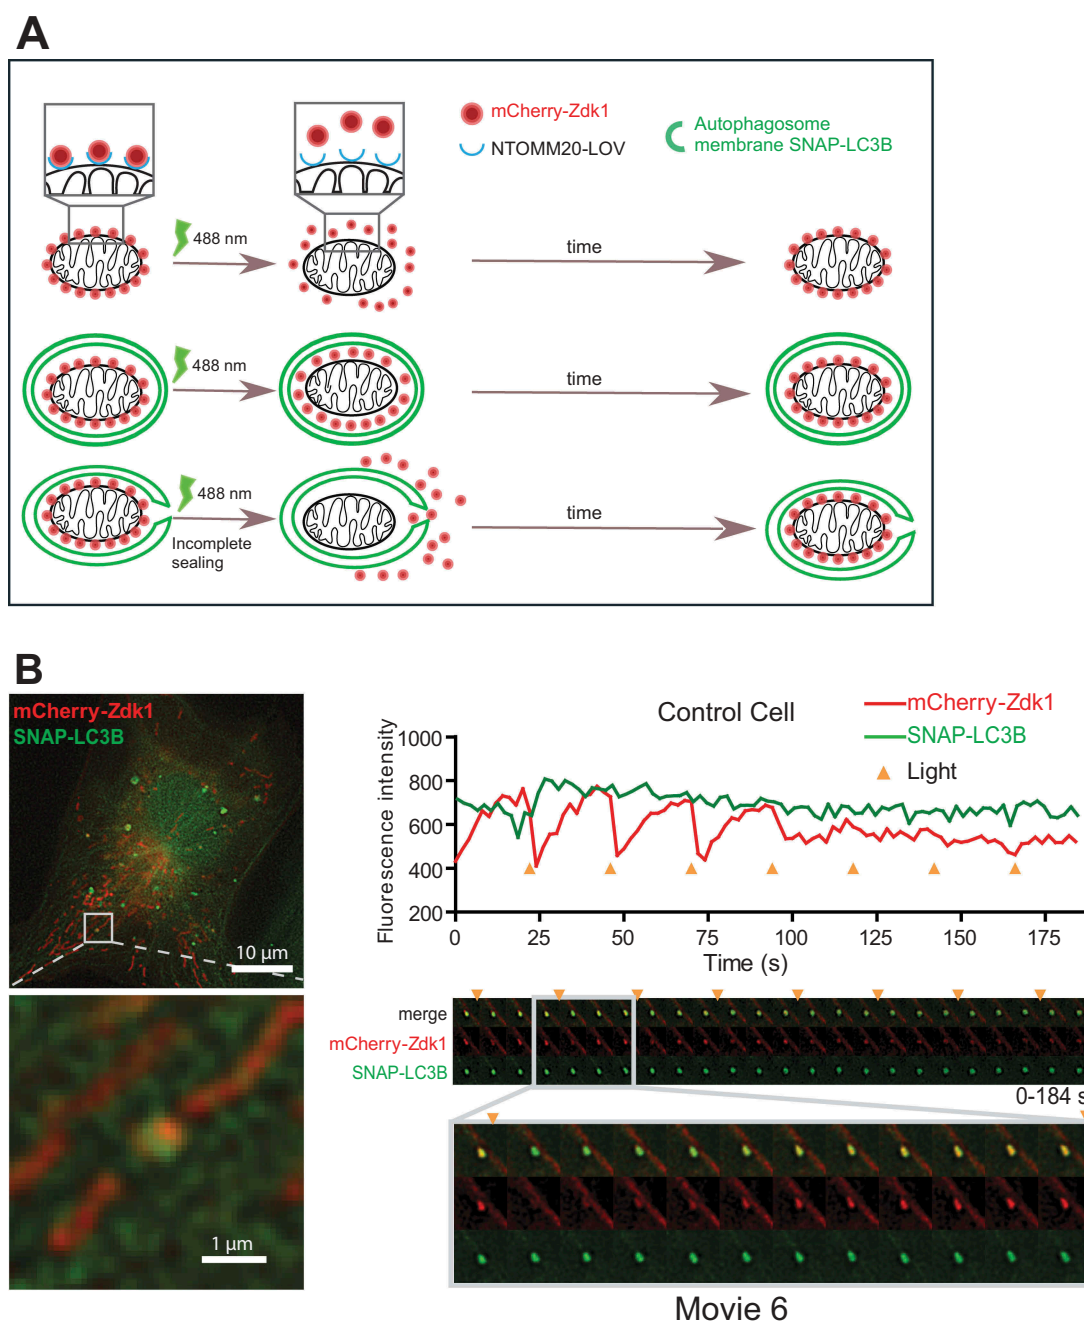 A
mCherry-Zdk1
NTOMM20-LOV
Autophagosome
membrane SNAP-LC3B
488 nm
time
488 nm
time
488 nm
Incomplete
sealing
time
B
mCherry-Zdk1
SNAP-LC3B
10 µm
1 µm
Control Cell
mCherry-Zdk1
SNAP-LC3B
Light
Fluorescence intensity
1000
800
600
400
200
0 25 50 75 100 125 150 175
Time (s)
merge
mCherry-Zdk1
SNAP-LC3B
0-184 s
Movie 6